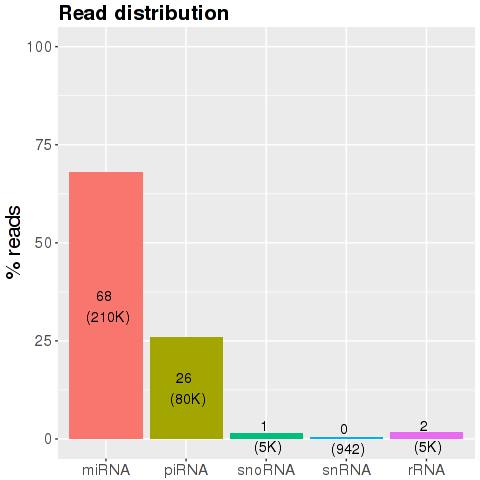 Read distribution
% reads
100
75
50
25
0
68
(210K)
26
(80K)
1
(5K)
0
(942)
2
(5K)
miRNA
piRNA
snoRNA
snRNA
rRNA